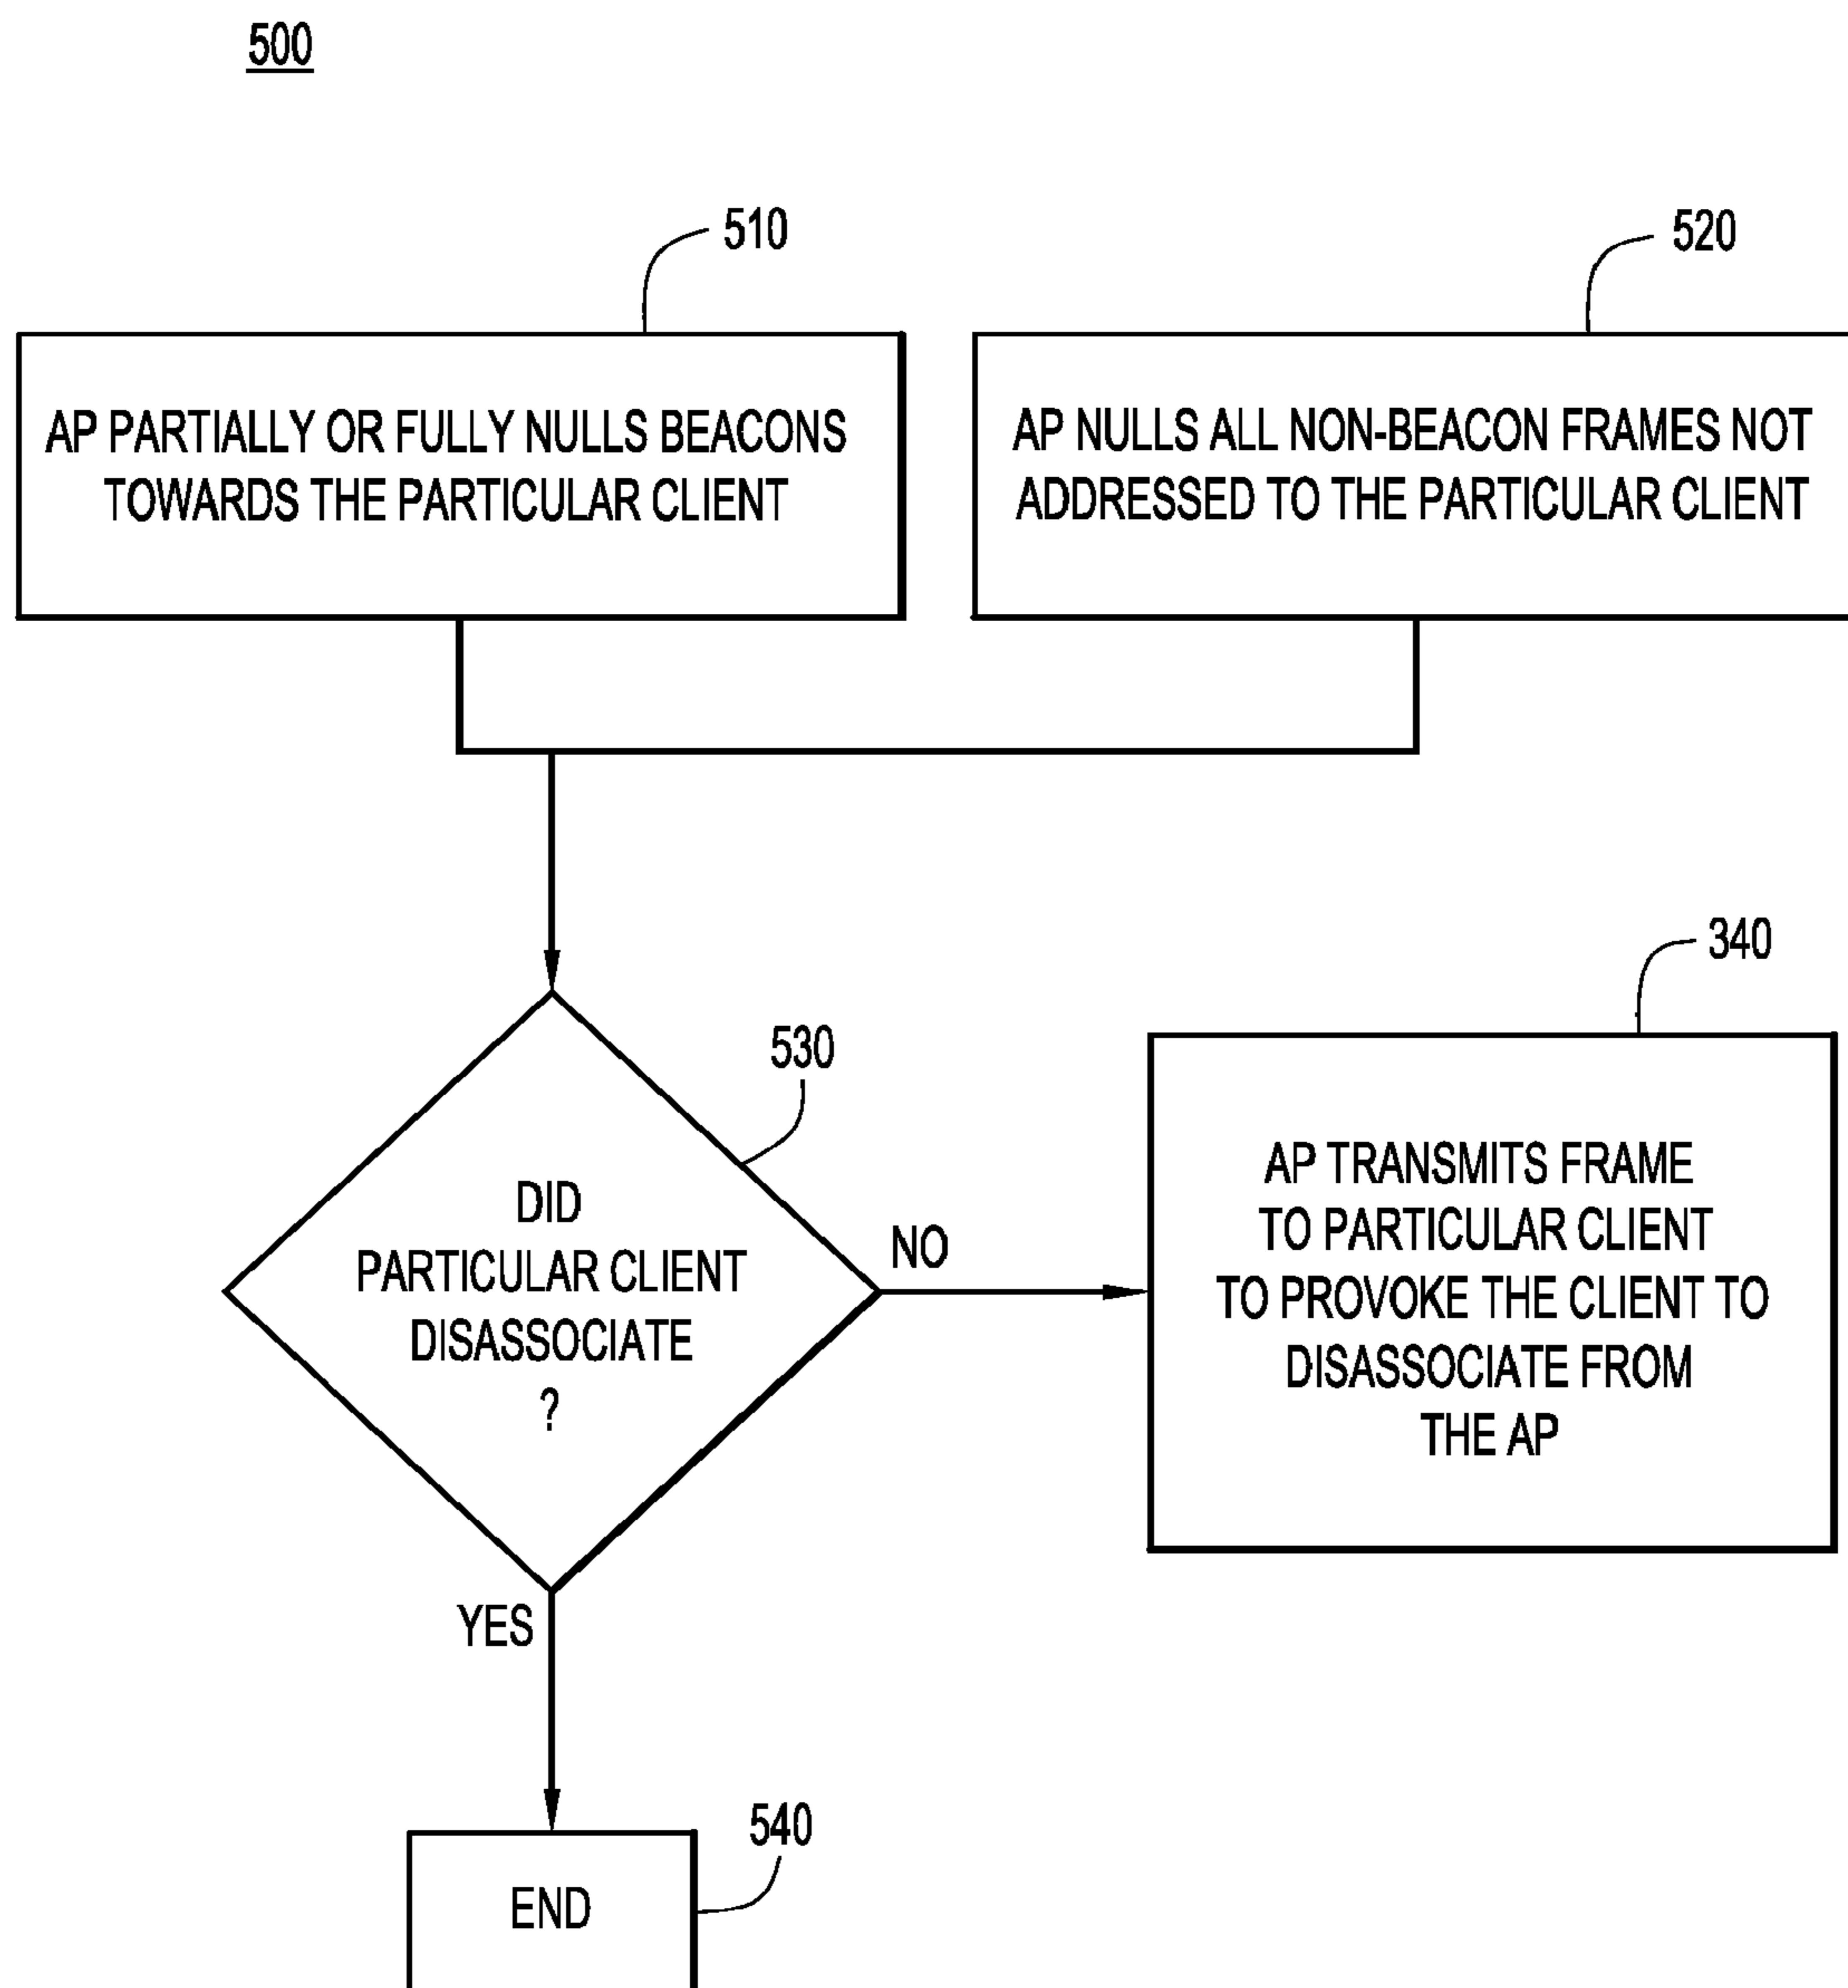 500
510
520
AP PARTIALLY OR FULLY NULLS BEACONS
TOWARDS THE PARTICULAR CLIENT
AP NULLS ALL NON-BEACON FRAMES NOT
ADDRESSED TO THE PARTICULAR CLIENT
530
DID
PARTICULAR CLIENT
DISASSOCIATE
?
NO
340
AP TRANSMITS FRAME
TO PARTICULAR CLIENT
TO PROVOKE THE CLIENT TO
DISASSOCIATE FROM
THE AP
YES
540
END